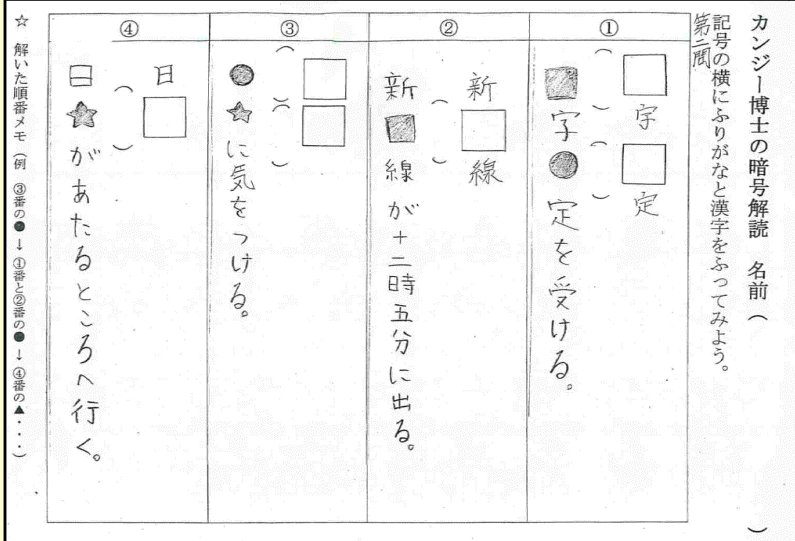 カンジー博士の暗号解読 名前（ ）
記号の横にふりがなと漢字をふってみよう。
第二問
①
（ ）字（ ）定
■字●定を受ける。
②
新（ ）線
新■線が十二時五分に出る。
③
（ ）（ ）
●★に気をつける。
④
日（ ）
日★があたるところへ行く。
☆ 解いた順番メモ（例 ③番の●→①番と②番の●→④番の▲・・・）